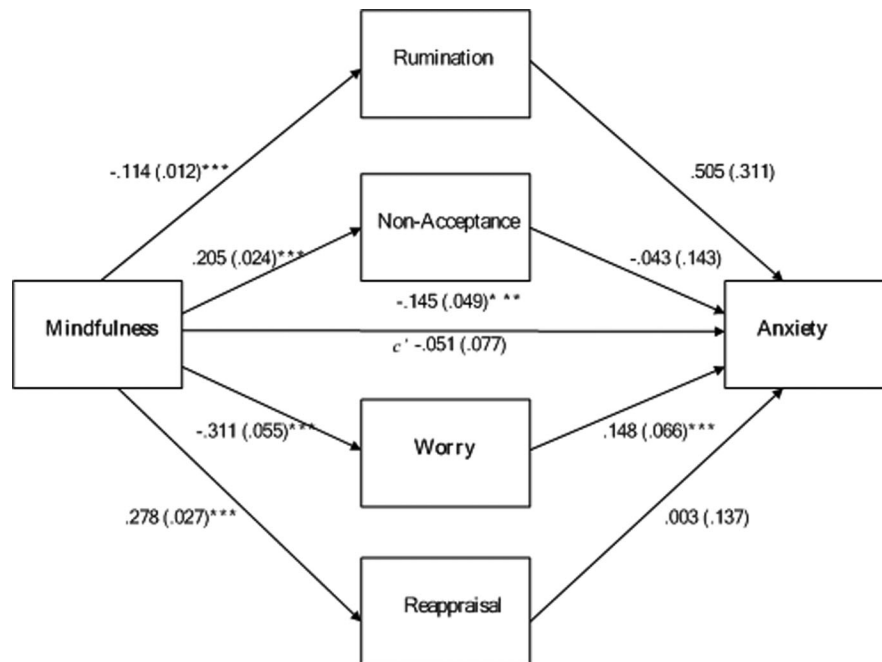 Rumination
-.114 (.012)***
.505 (.311)
Non-Acceptance
.205 (.024)***
-.043 (.143)
-.145 (.049)* **
Mindfulness
Anxiety
c' -.051 (.077)
-.311 (.055)***
Worry
.148 (.066)***
.278 (.027)***
.003 (.137)
Reappraisal